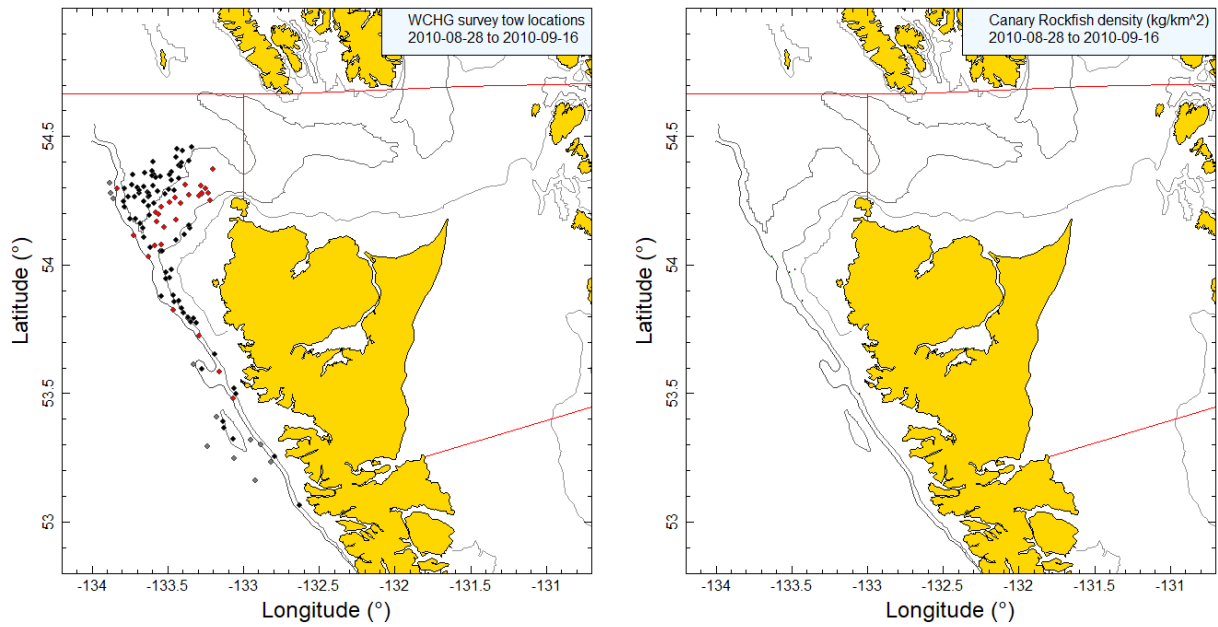 WCHG survey tow locations
2010-08-28 to 2010-09-16
54.5
54
53.5
53
Latitude (°)
-134
-133.5
-133
-132.5
-132
-131.5
-131
Longitude (°)
Canary Rockfish density (kg/km^2)
2010-08-28 to 2010-09-16
54.5
54
53.5
53
Latitude (°)
-134
-133.5
-133
-132.5
-132
-131.5
-131
Longitude (°)